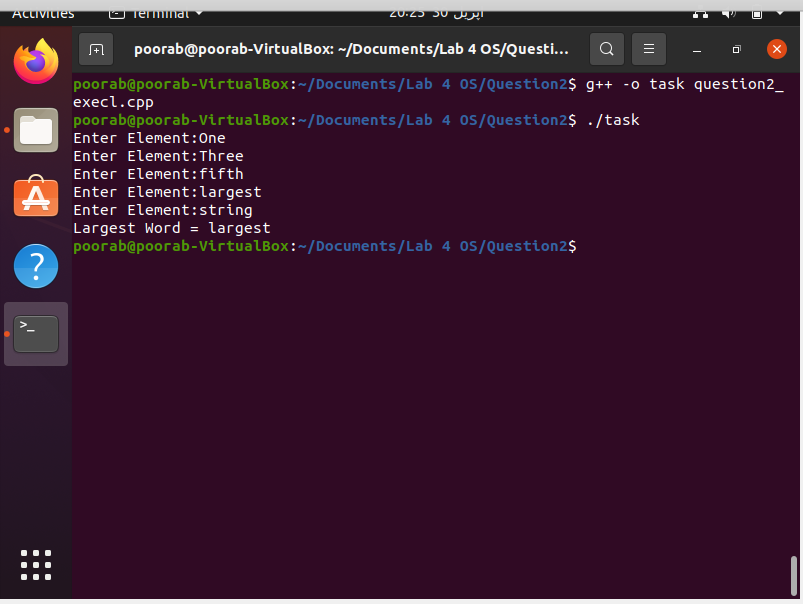 Activities Terminal 20:25 30 اپریل
poorab@poorab-VirtualBox: ~/Documents/Lab 4 OS/Questi...
poorab@poorab-VirtualBox:~/Documents/Lab 4 OS/Question2$ g++ -o task question2_
execl.cpp
poorab@poorab-VirtualBox:~/Documents/Lab 4 OS/Question2$ ./task
Enter Element:One
Enter Element:Three
Enter Element:fifth
Enter Element:largest
Enter Element:string
Largest Word = largest
poorab@poorab-VirtualBox:~/Documents/Lab 4 OS/Question2$